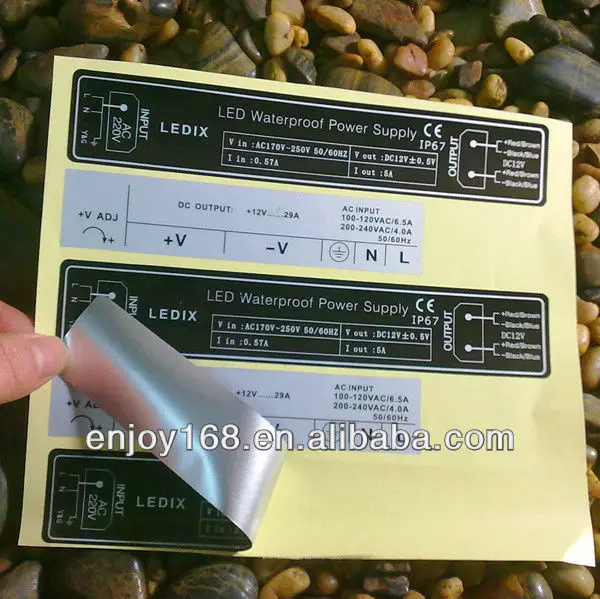 INPUT
AC
220V
L
N
Y&G
LEDIX
LED Waterproof Power Supply CE
IP67
V in : AC170V-250V 50/60HZ
V out : DC12V±0.5V
I in : 0.57A
I out : 5A
OUTPUT
+Red/Brown
-Black/Blue
DC12V
+Red/Brown
-Black/Blue
+V ADJ
DC OUTPUT: +12V......29A
AC INPUT
100-120VAC/6.5A
200-240VAC/4.0A
50/60Hz
+V
-V
N
L
L
N
INPUT
LEDIX
LED Waterproof Power Supply CE
IP67
V in : AC170V-250V 50/60HZ
V out : DC12V±0.5V
I in : 0.57A
I out : 5A
OUTPUT
+Red/Brown
-Black/Blue
DC12V
+Red/Brown
-Black/Blue
+V AD
+12V......29A
AC INPUT
100-120VAC/6.5A
200-240VAC/4.0A
50/60Hz
enjoy168.en.alibaba.com
INPUT
AC
220V
L
N
Y&G
LEDIX